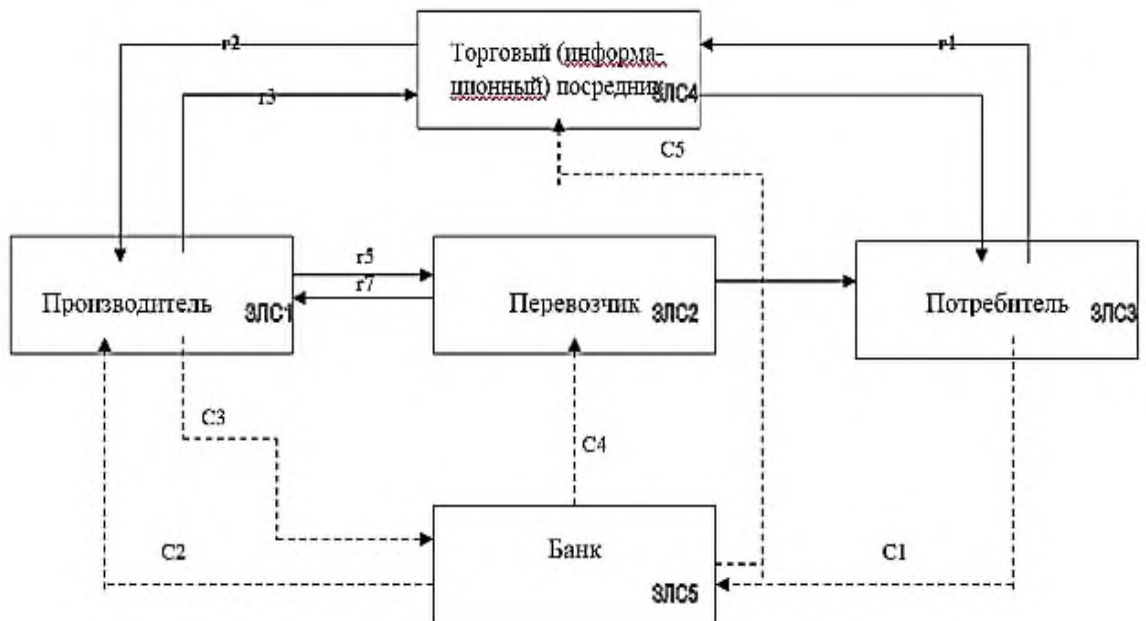 r2
Торговый (информа-
ционный) посредник
ЗЛС4
r1
r3
C5
Производитель
ЗЛС1
r5
r7
Перевозчик
ЗЛС2
Потребитель
ЗЛС3
C3
C4
C2
Банк
ЗЛС5
C1